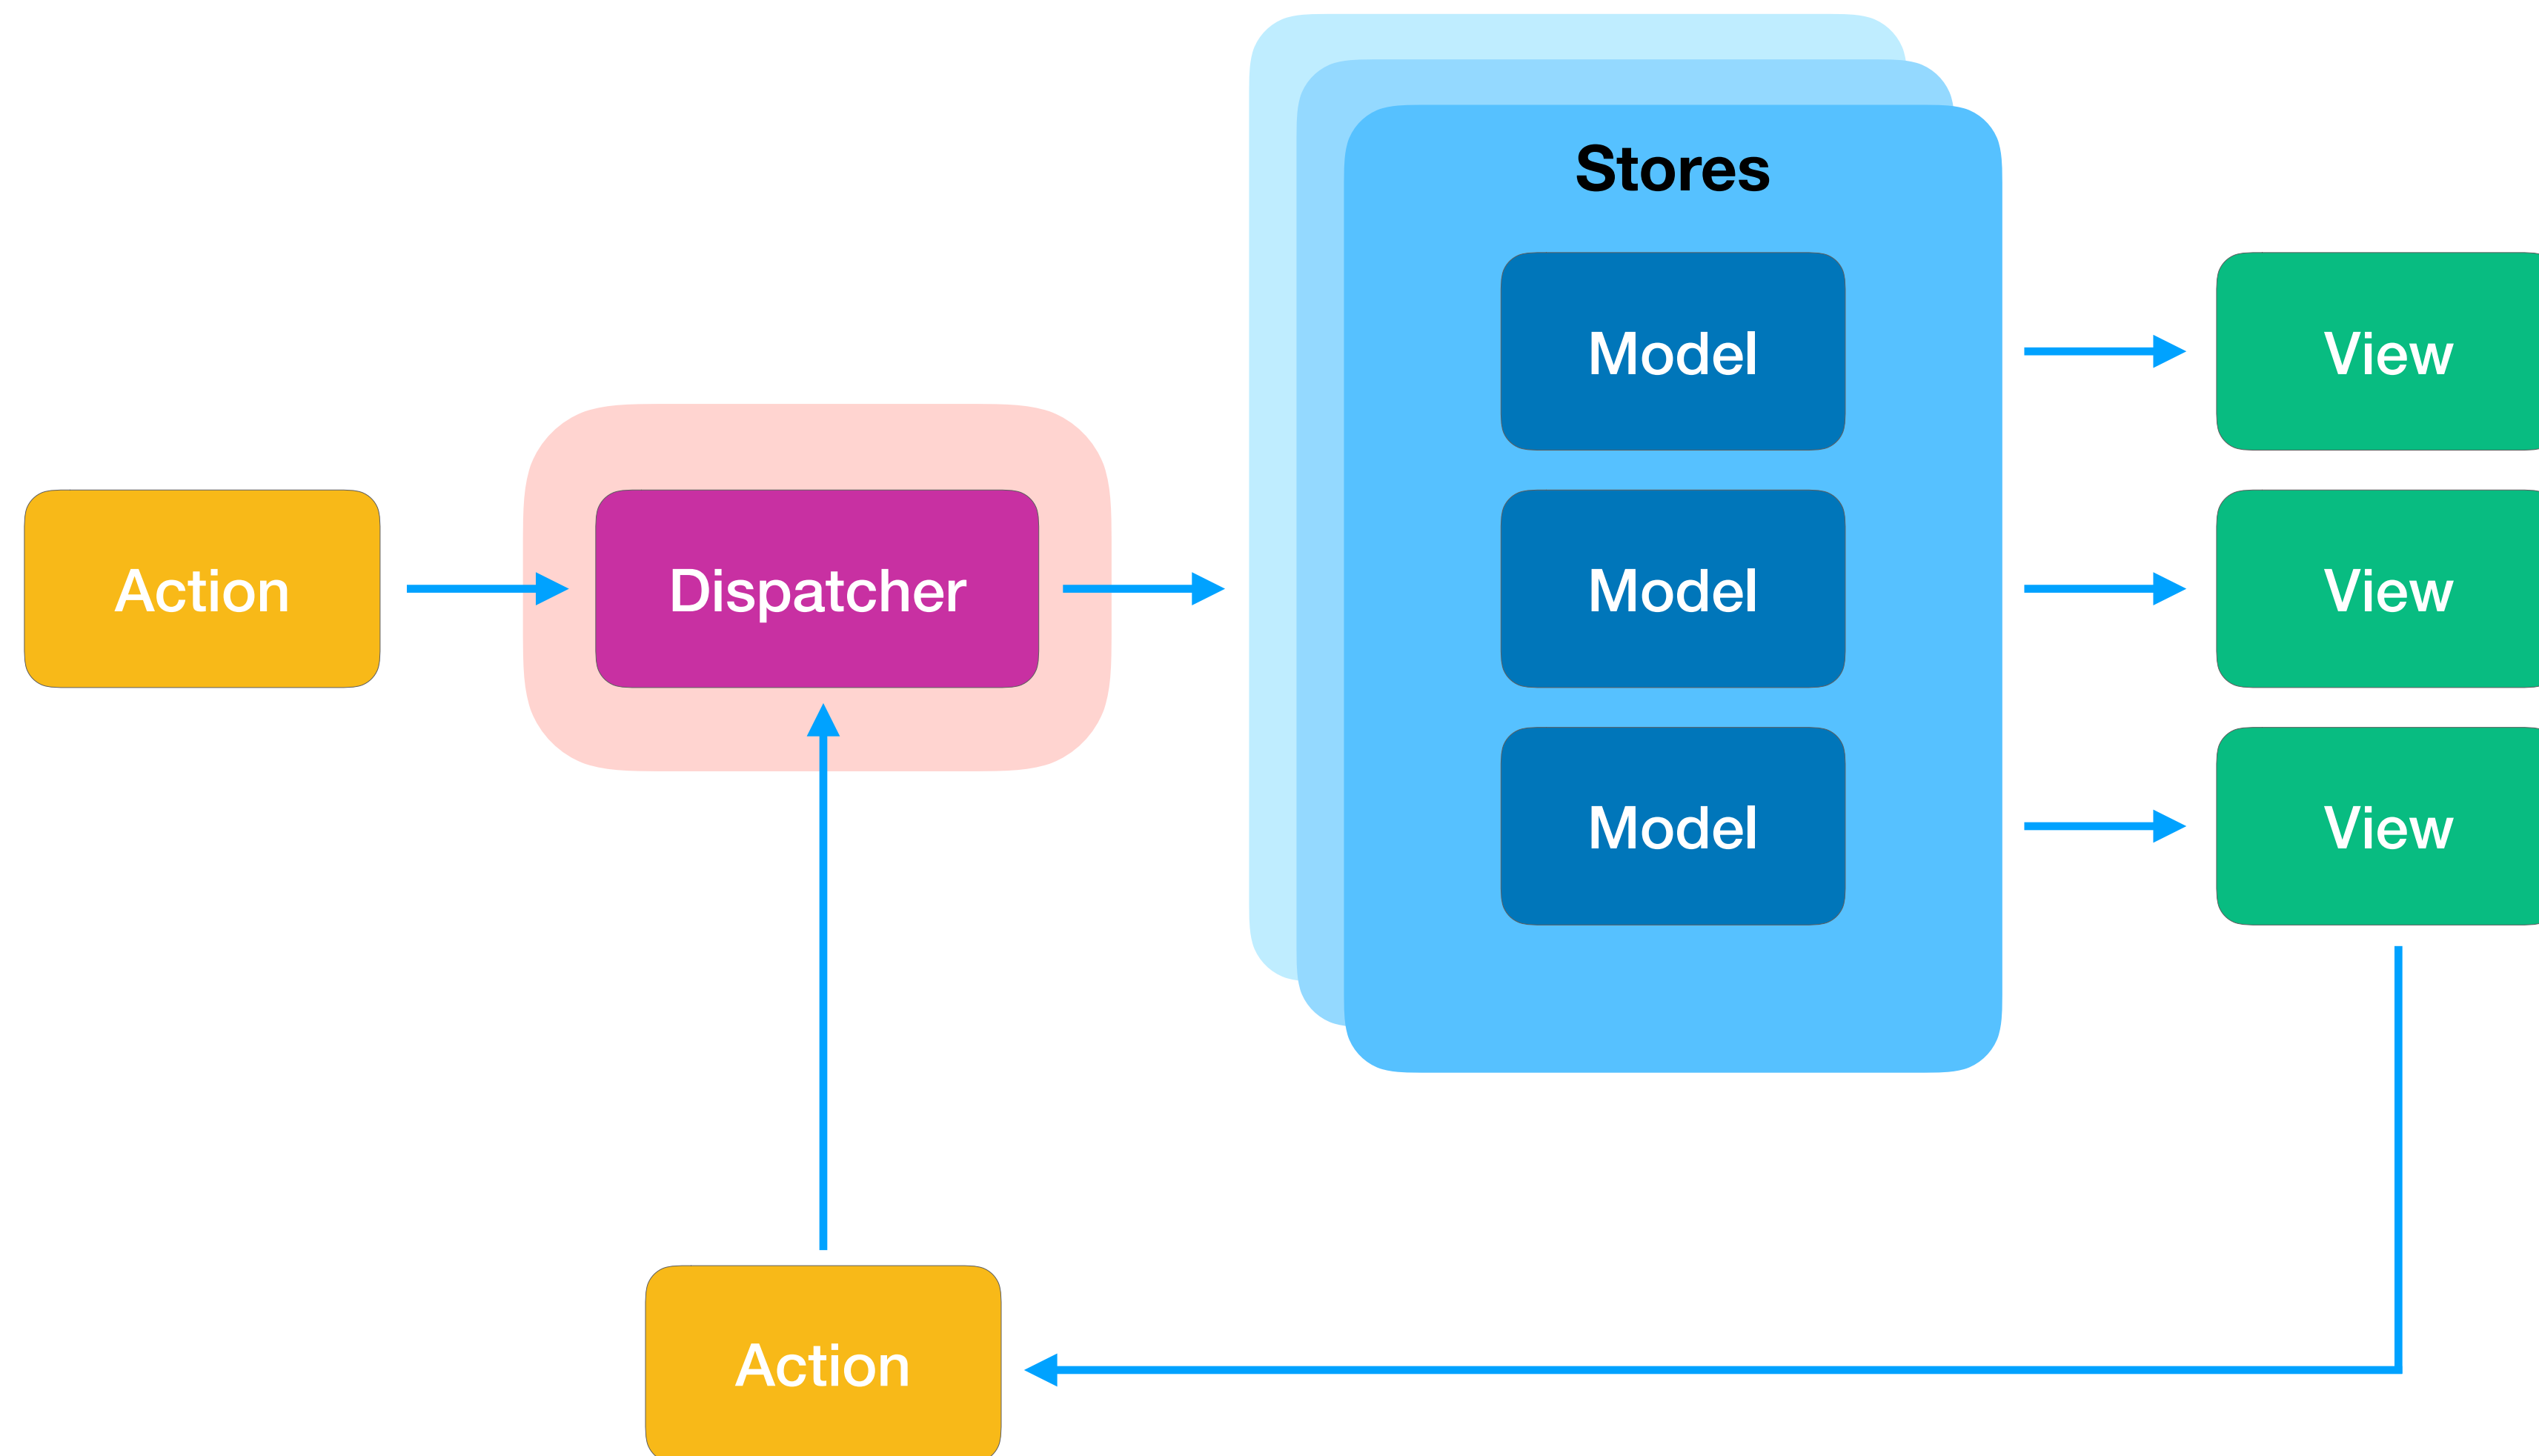 Stores
Model
View
Action
Dispatcher
Model
View
Model
View
Action